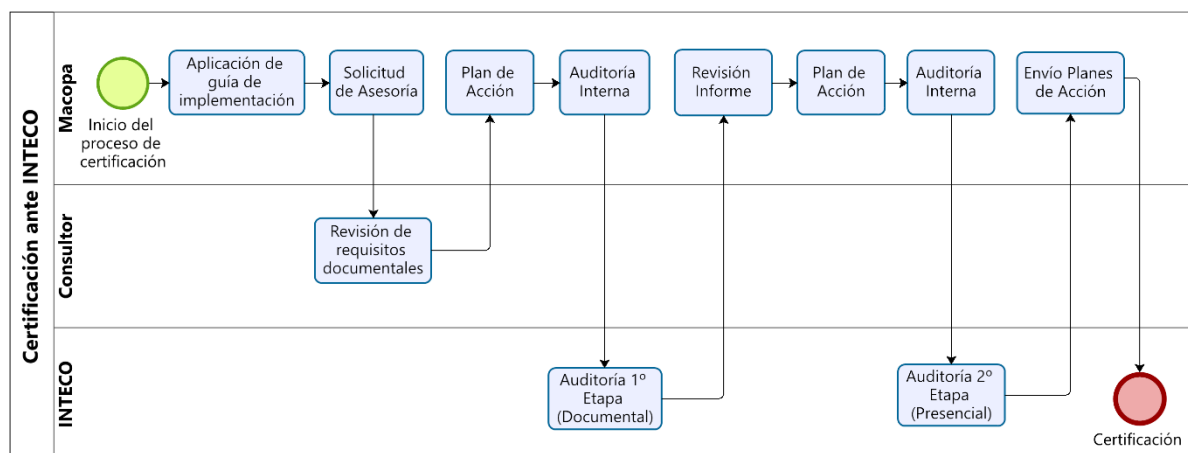 Certificación ante INTECO
Macopa
Inicio del
proceso de
certificación
Aplicación de
guía de
implementación
Solicitud
de Asesoría
Plan de
Acción
Auditoría
Interna
Revisión
Informe
Plan de
Acción
Auditoría
Interna
Envío Planes
de Acción
Consultor
Revisión de
requisitos
documentales
INTECO
Auditoría 1º
Etapa
(Documental)
Auditoría 2º
Etapa
(Presencial)
Certificación